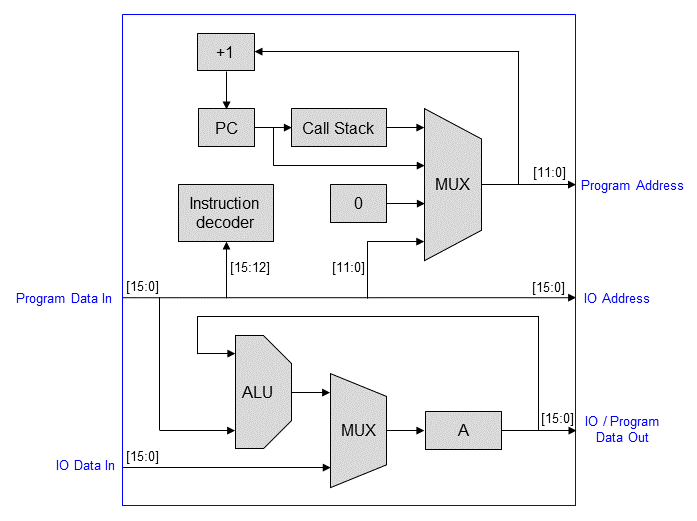 +1
PC
Call Stack
MUX
[11:0]
Program Address
Instruction
decoder
0
[15:12]
[11:0]
Program Data In
[15:0]
[15:0]
IO Address
ALU
MUX
A
[15:0]
IO / Program
Data Out
IO Data In
[15:0]